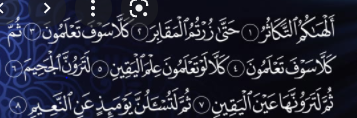 أَلْهَىٰكُمُ ٱلتَّكَاثُرُ ١ حَتَّىٰ زُرْتُمُ ٱلْمَقَابِرَ ٢ كَلَّا سَوْفَ تَعْلَمُونَ ٣ ثُمَّ
كَلَّا سَوْفَ تَعْلَمُونَ ٤ كَلَّا لَوْ تَعْلَمُونَ عِلْمَ ٱلْيَقِينِ ٥ لَتَرَوُنَّ ٱلْجَحِيمَ ٦
ثُمَّ لَتَرَوُنَّهَا عَيْنَ ٱلْيَقِينِ ٧ ثُمَّ لَتُسْـَٔلُنَّ يَوْمَئِذٍ عَنِ ٱلنَّعِيمِ ٨